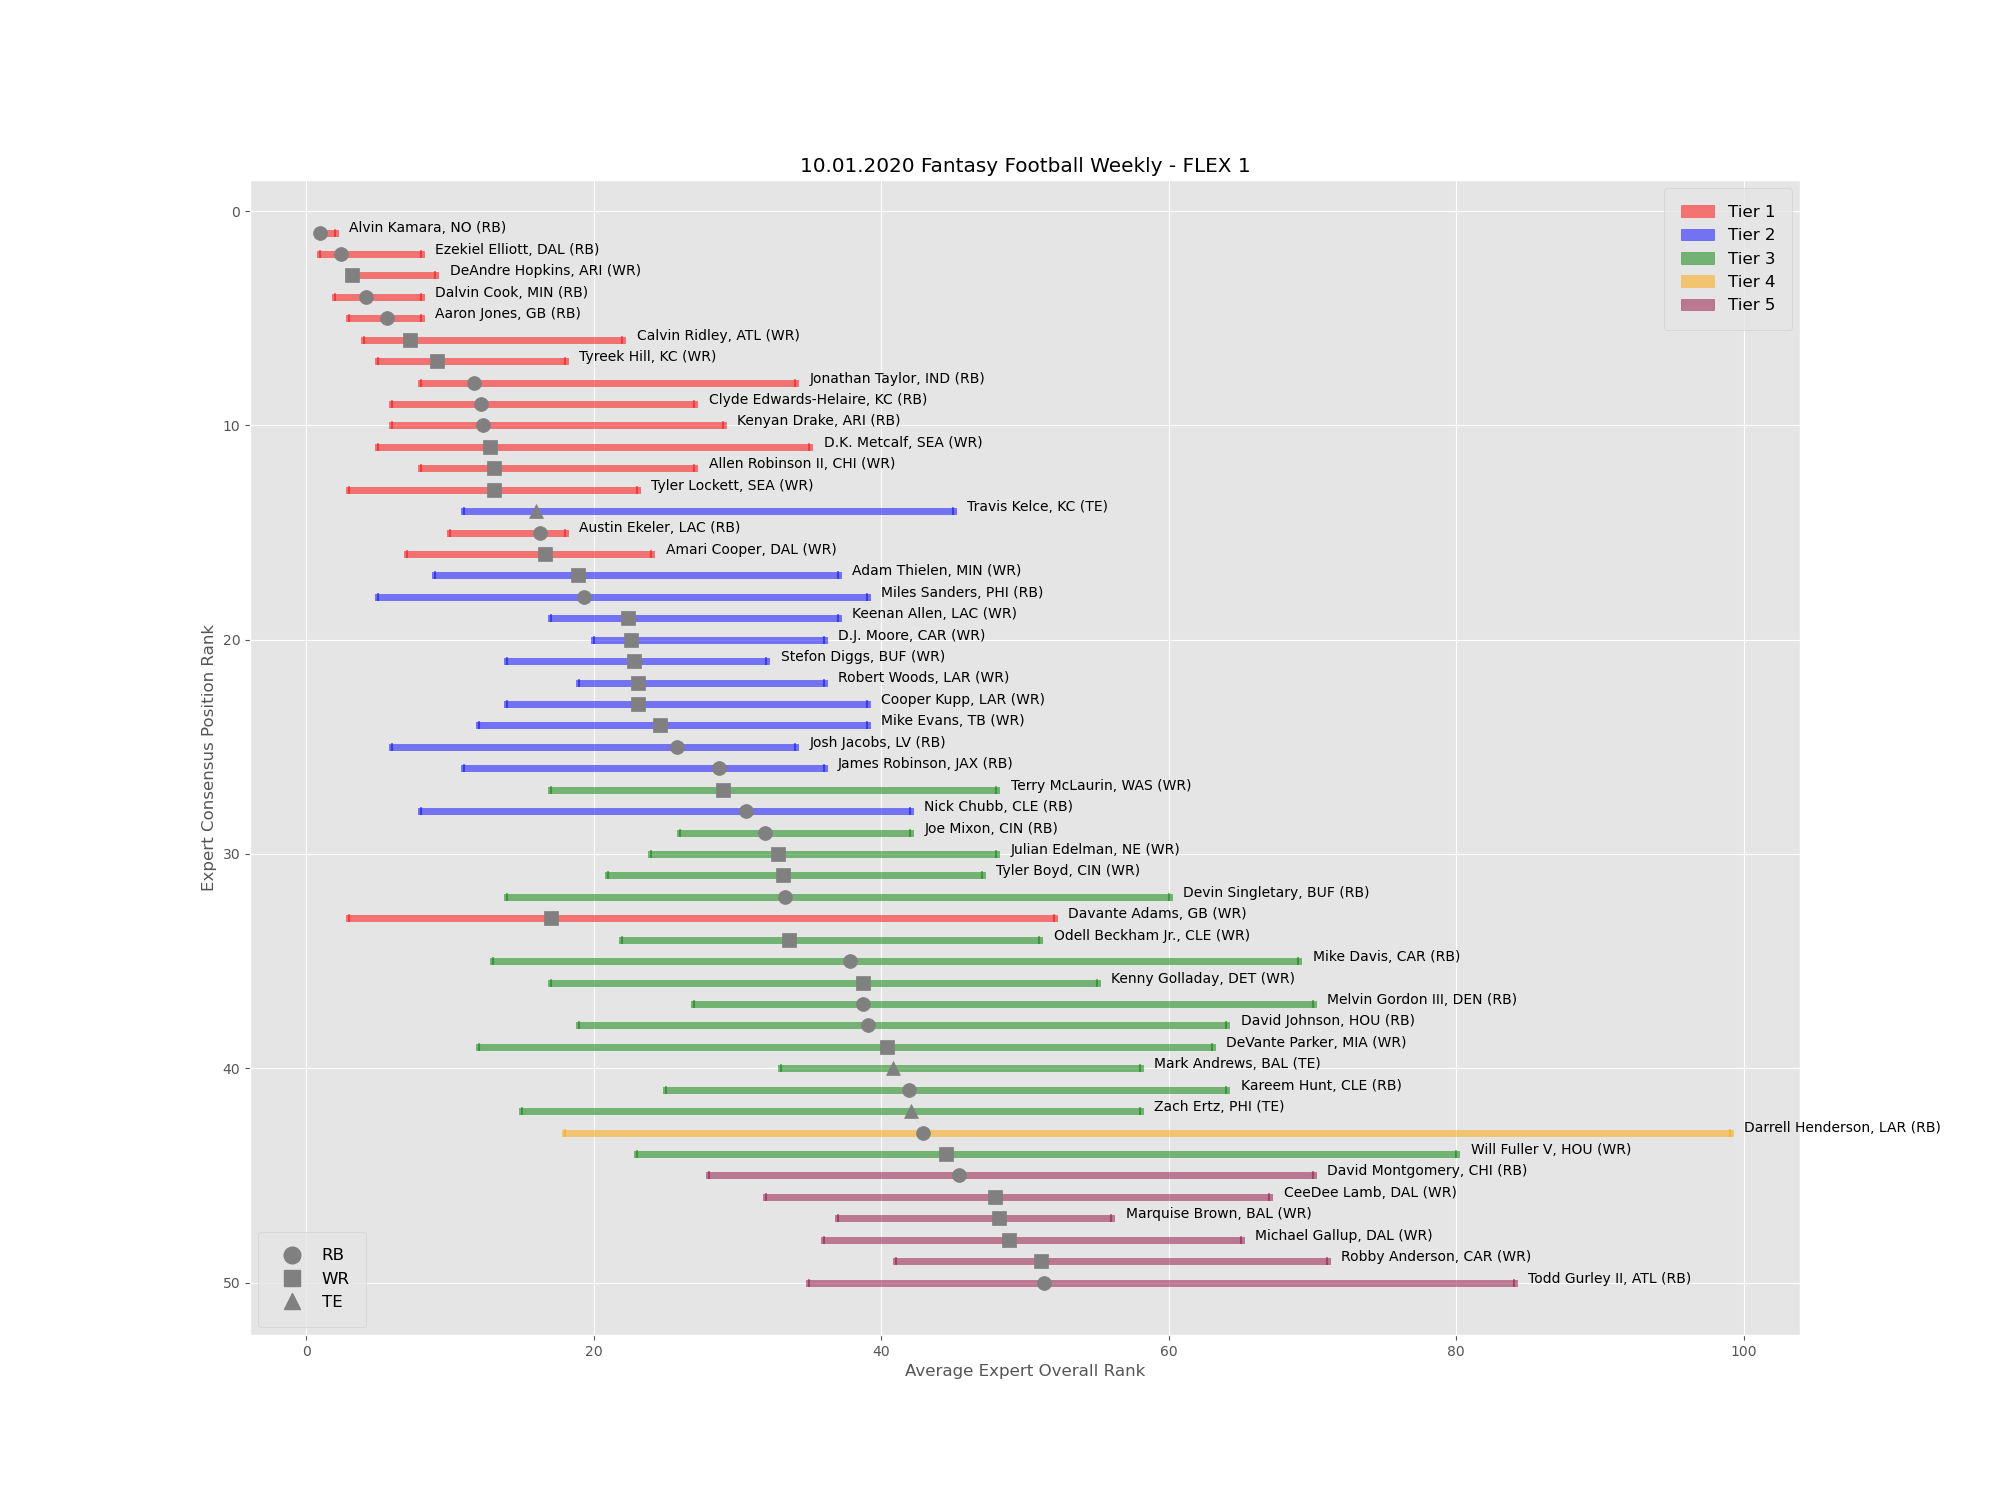 10.01.2020 Fantasy Football Weekly - FLEX 1
Tier 1
Tier 2
Tier 3
Tier 4
Tier 5
Expert Consensus Position Rank
0
10
20
30
40
50
Alvin Kamara, NO (RB)
Ezekiel Elliott, DAL (RB)
DeAndre Hopkins, ARI (WR)
Dalvin Cook, MIN (RB)
Aaron Jones, GB (RB)
Calvin Ridley, ATL (WR)
Tyreek Hill, KC (WR)
Jonathan Taylor, IND (RB)
Clyde Edwards-Helaire, KC (RB)
Kenyan Drake, ARI (RB)
D.K. Metcalf, SEA (WR)
Allen Robinson II, CHI (WR)
Tyler Lockett, SEA (WR)
Travis Kelce, KC (TE)
Austin Ekeler, LAC (RB)
Amari Cooper, DAL (WR)
Adam Thielen, MIN (WR)
Miles Sanders, PHI (RB)
Keenan Allen, LAC (WR)
D.J. Moore, CAR (WR)
Stefon Diggs, BUF (WR)
Robert Woods, LAR (WR)
Cooper Kupp, LAR (WR)
Mike Evans, TB (WR)
Josh Jacobs, LV (RB)
James Robinson, JAX (RB)
Terry McLaurin, WAS (WR)
Nick Chubb, CLE (RB)
Joe Mixon, CIN (RB)
Julian Edelman, NE (WR)
Tyler Boyd, CIN (WR)
Devin Singletary, BUF (RB)
Davante Adams, GB (WR)
Odell Beckham Jr., CLE (WR)
Mike Davis, CAR (RB)
Kenny Golladay, DET (WR)
Melvin Gordon III, DEN (RB)
David Johnson, HOU (RB)
DeVante Parker, MIA (WR)
Mark Andrews, BAL (TE)
Kareem Hunt, CLE (RB)
Zach Ertz, PHI (TE)
Darrell Henderson, LAR (RB)
Will Fuller V, HOU (WR)
David Montgomery, CHI (RB)
CeeDee Lamb, DAL (WR)
Marquise Brown, BAL (WR)
Michael Gallup, DAL (WR)
Robby Anderson, CAR (WR)
Todd Gurley II, ATL (RB)
RB
WR
TE
0 20 40 60 80 100
Average Expert Overall Rank